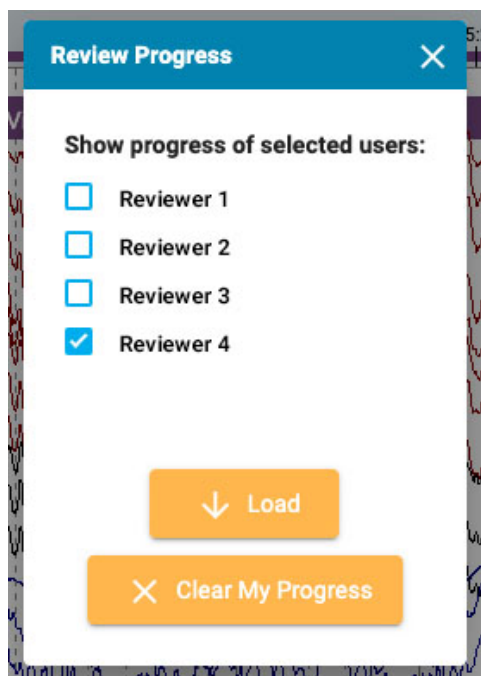 Review Progress
Show progress of selected users:
Reviewer 1
Reviewer 2
Reviewer 3
Reviewer 4
Load
Clear My Progress